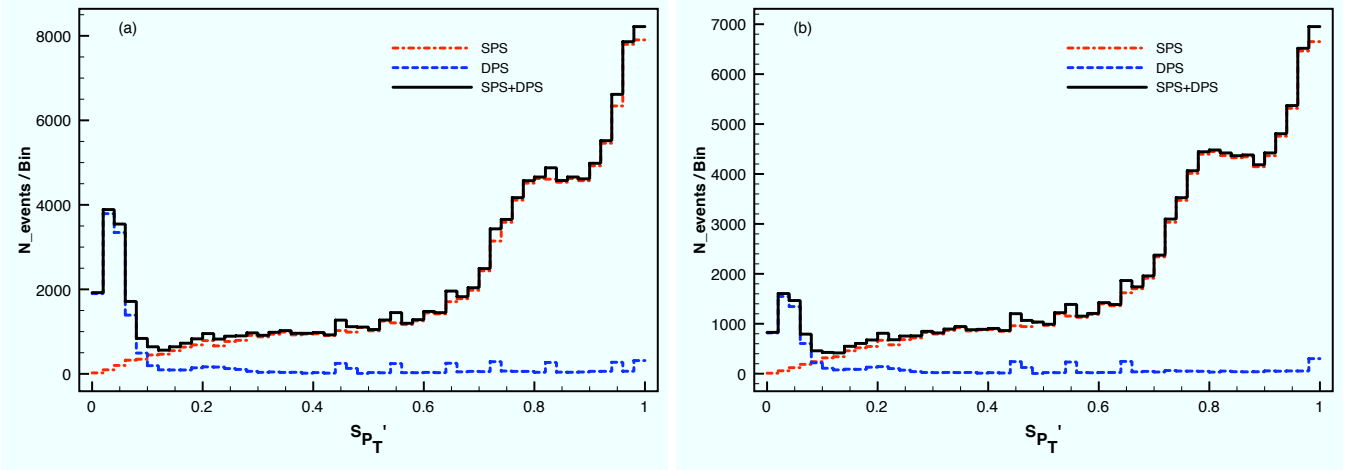 (a)
SPS
DPS
SPS+DPS
8000
6000
4000
2000
0
N_events / Bin
0 0.2 0.4 0.6 0.8 1
S_{P_T}'
(b)
SPS
DPS
SPS+DPS
7000
6000
5000
4000
3000
2000
1000
0
N_events / Bin
0 0.2 0.4 0.6 0.8 1
S_{P_T}'